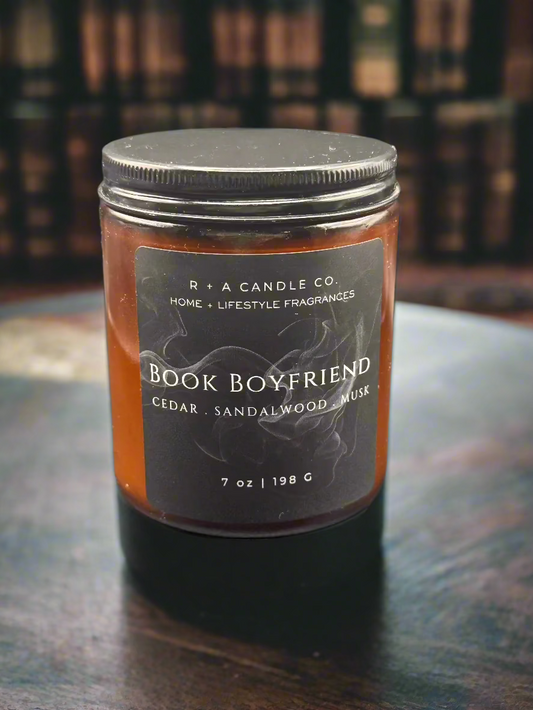 R + A CANDLE CO.
HOME + LIFESTYLE FRAGRANCES
BOOK BOYFRIEND
CEDAR . SANDALWOOD . MUSK
7 oz | 198 G